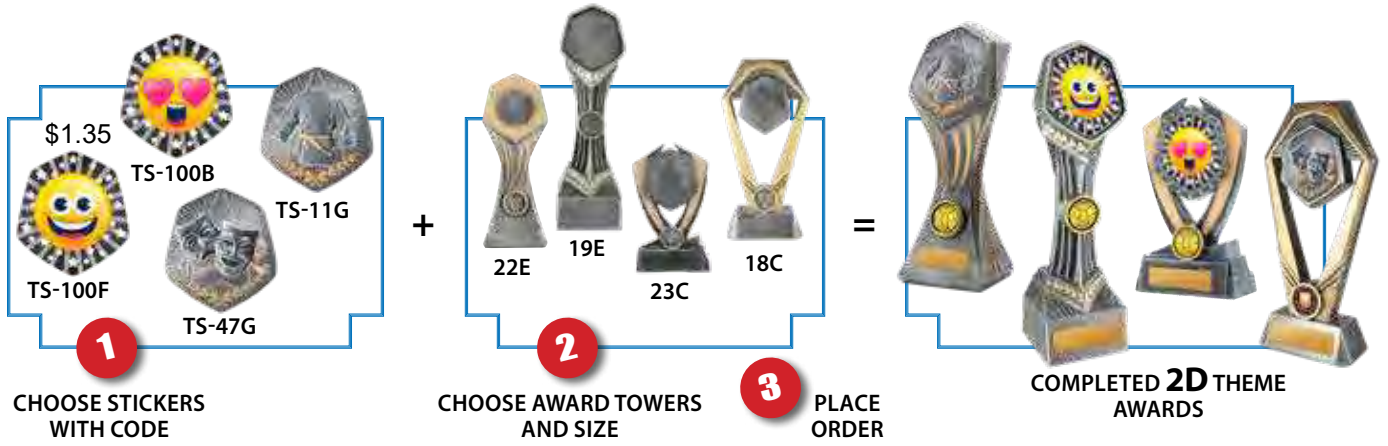 $1.35
TS-100B
TS-11G
TS-100F
TS-47G
1
CHOOSE STICKERS
WITH CODE
+
22E
19E
23C
18C
2
CHOOSE AWARD TOWERS
AND SIZE
3
PLACE
ORDER
=
COMPLETED 2D THEME
AWARDS